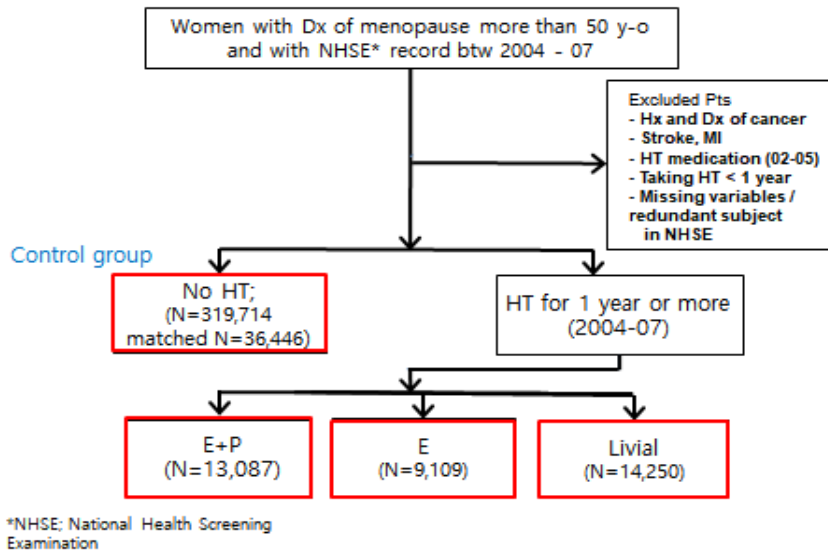 Women with Dx of menopause more than 50 y-o
and with NHSE* record btw 2004 - 07
Excluded Pts
- Hx and Dx of cancer
- Stroke, MI
- HT medication (02-05)
- Taking HT < 1 year
- Missing variables /
redundant subject
in NHSE
Control group
No HT;
(N=319,714
matched N=36,446)
HT for 1 year or more
(2004-07)
E+P
(N=13,087)
E
(N=9,109)
Livial
(N=14,250)
*NHSE; National Health Screening
Examination